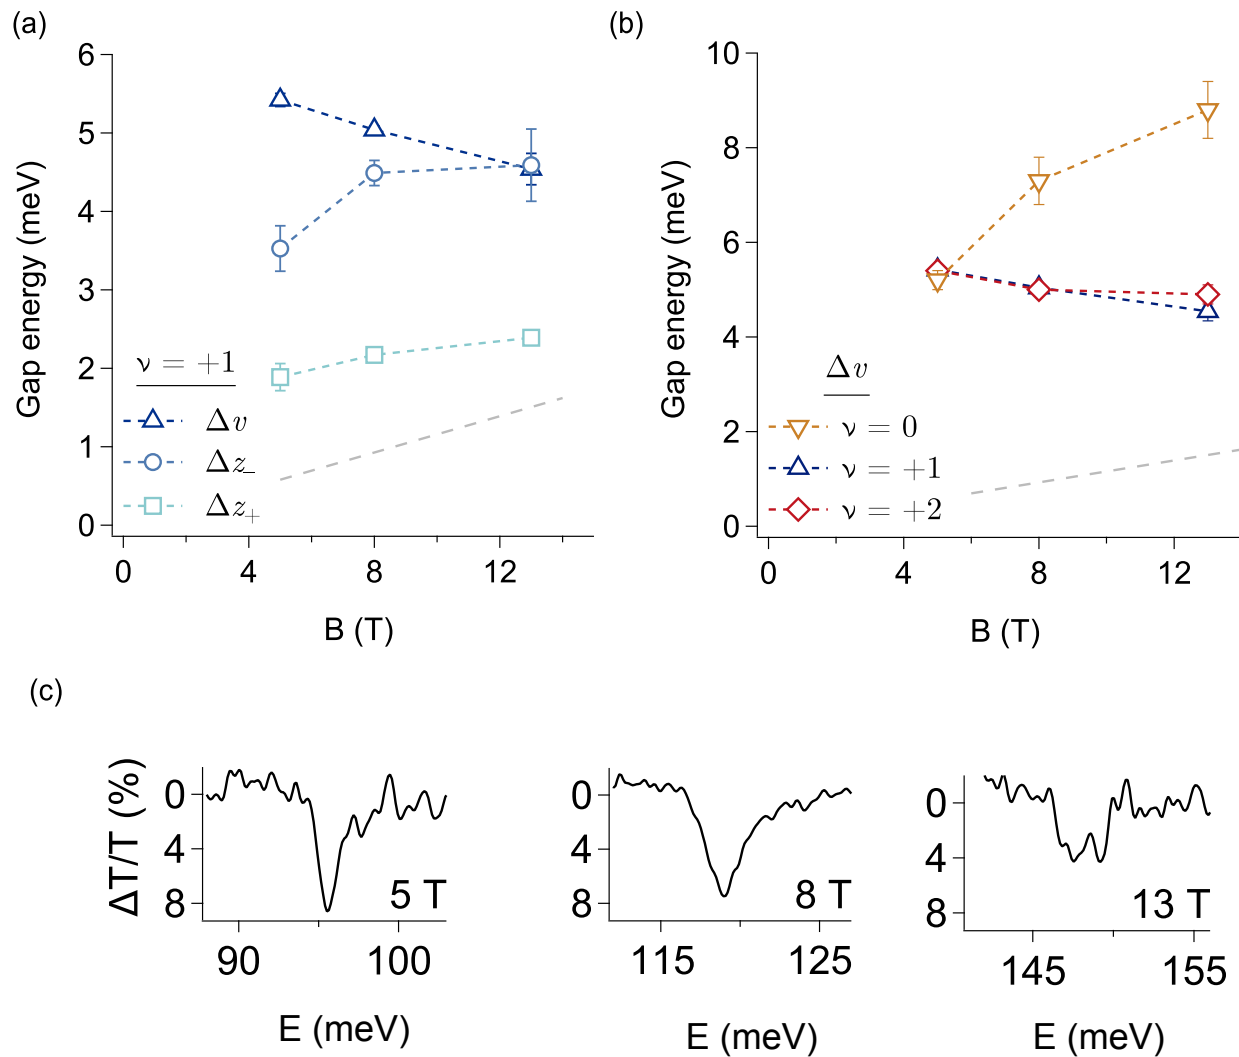 (a)
Gap energy (meV)
6
5
4
3
2
1
0
0 4 8 12
B (T)
ν = +1
Δv
Δz₋
Δz₊
(b)
Gap energy (meV)
10
8
6
4
2
0
0 4 8 12
B (T)
Δv
ν = 0
ν = +1
ν = +2
(c)
ΔT/T (%)
0
4
8
5 T
90 100
E (meV)
0
4
8
8 T
115 125
E (meV)
0
4
8
13 T
145 155
E (meV)